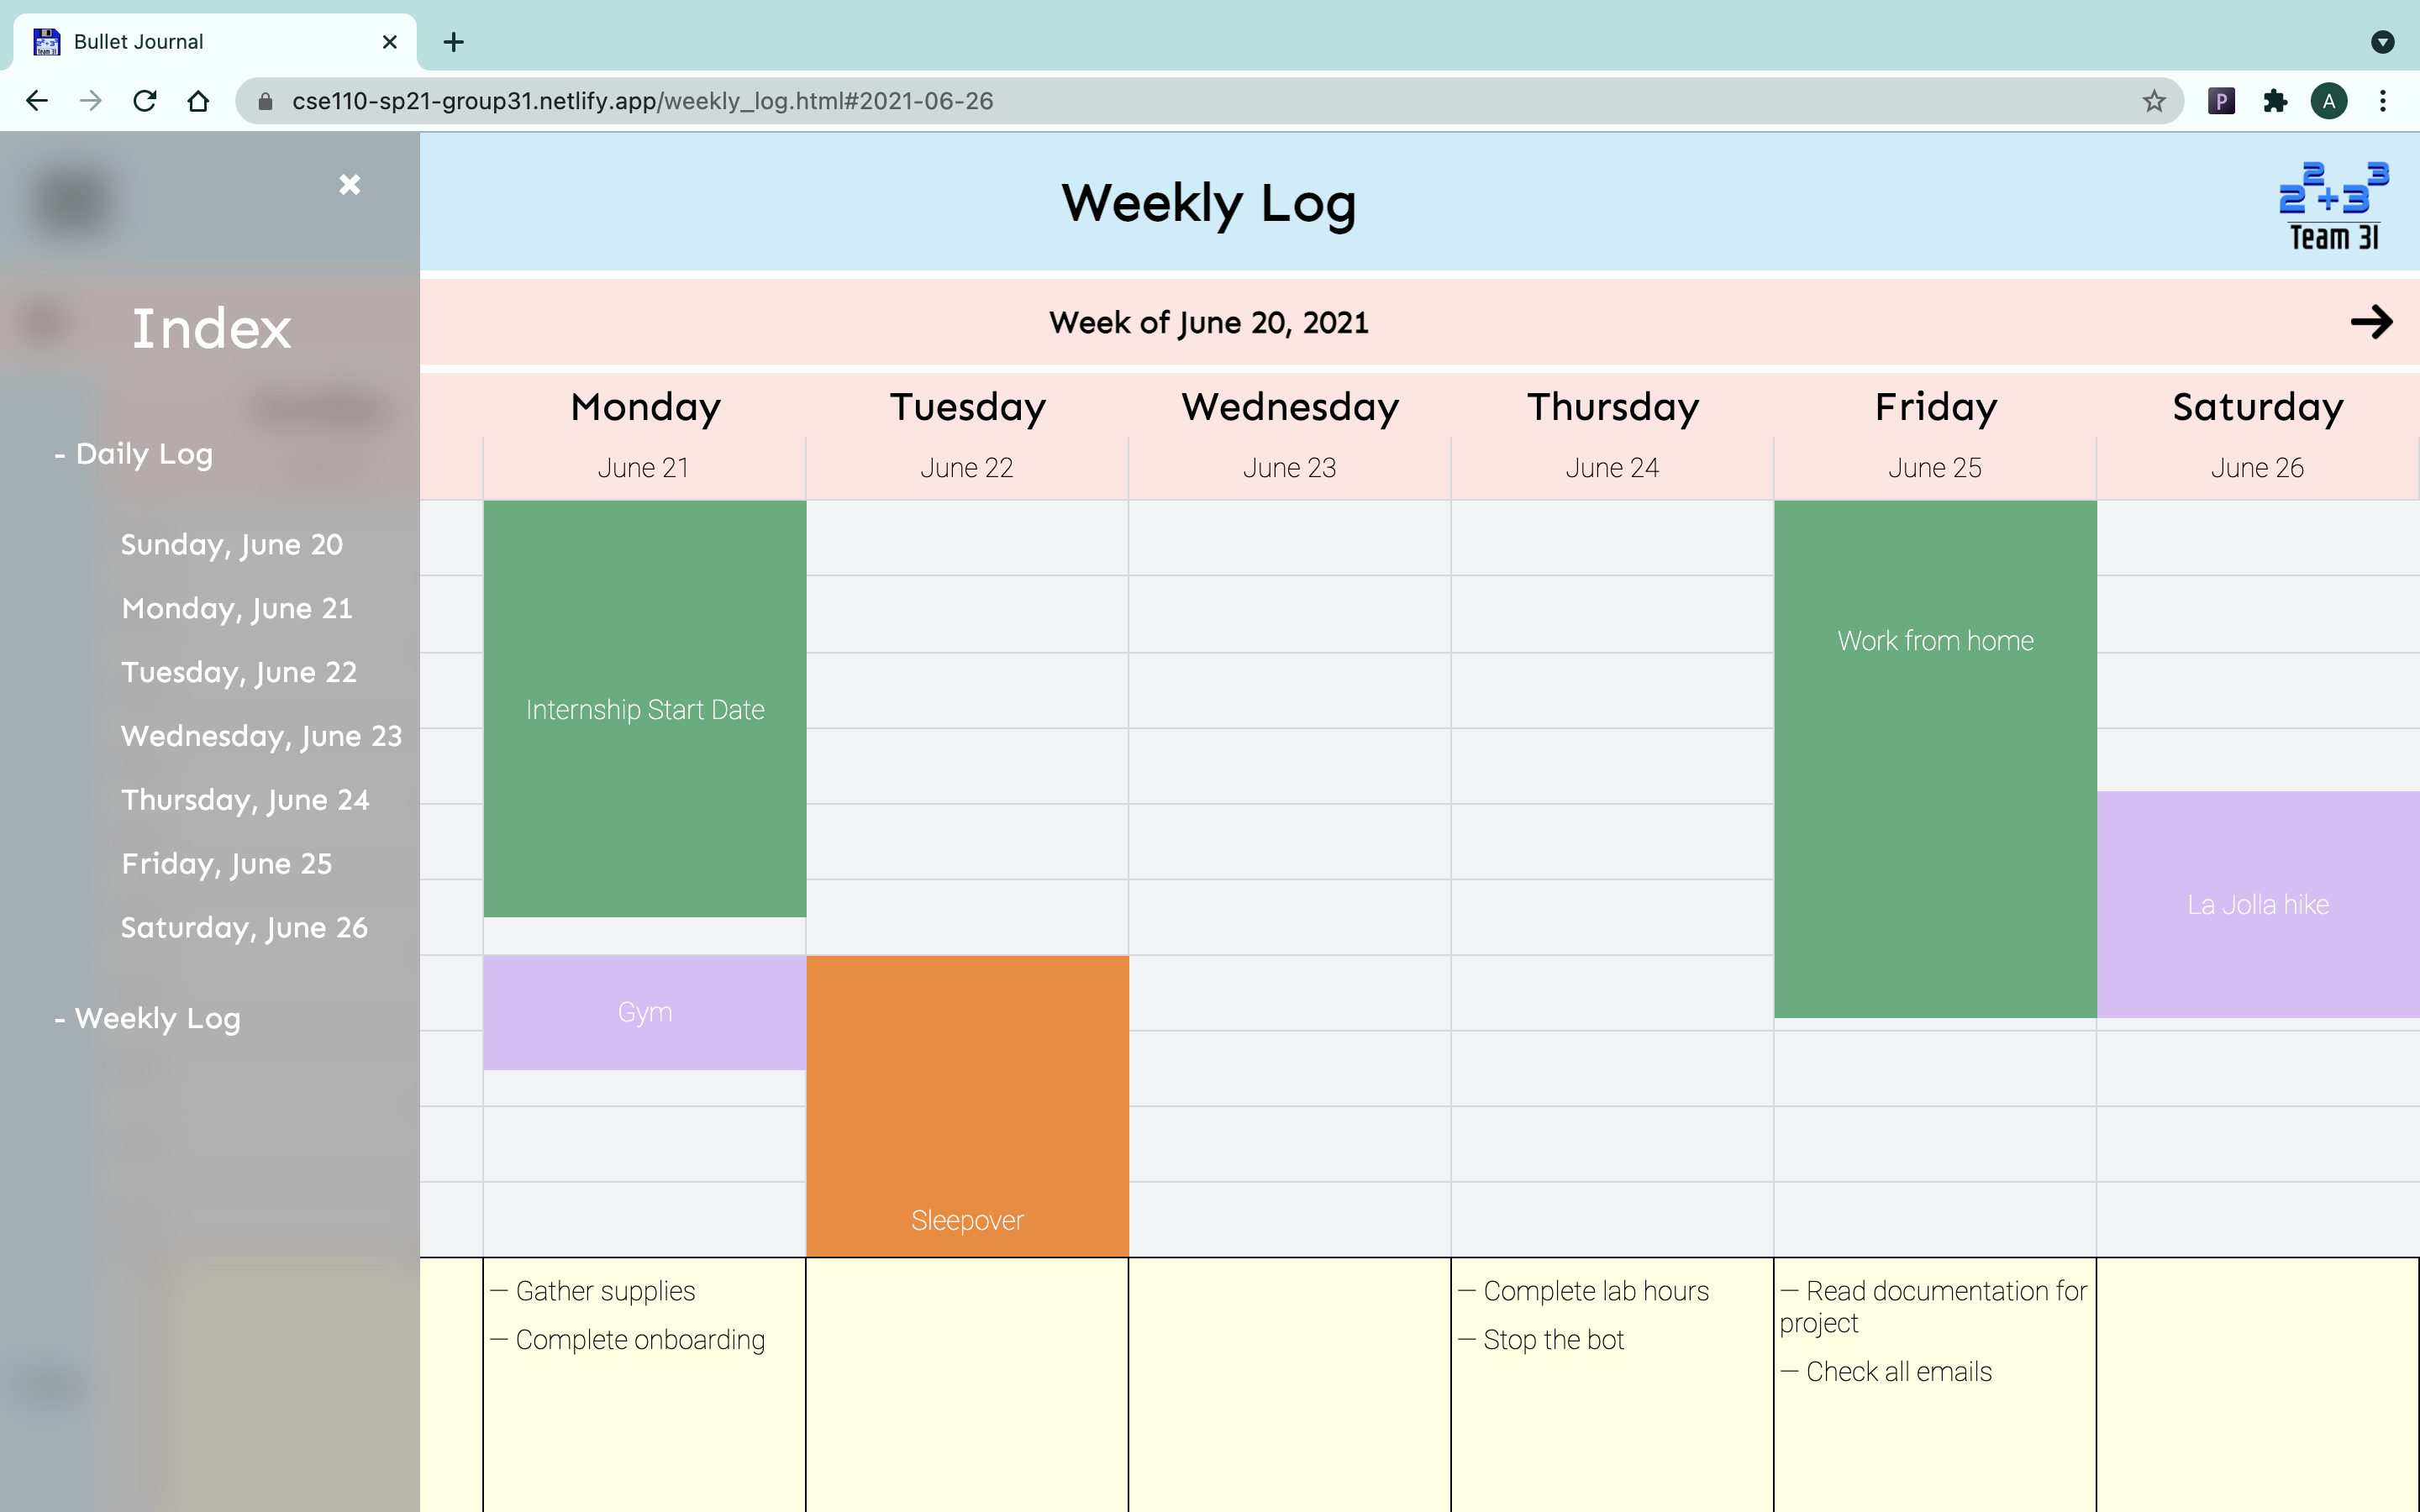 Bullet Journal
cse110-sp21-group31.netlify.app/weekly_log.html#2021-06-26
P
A
Weekly Log
2²+3³
Team 31
Index
Week of June 20, 2021
- Daily Log
Sunday, June 20
Monday, June 21
Tuesday, June 22
Wednesday, June 23
Thursday, June 24
Friday, June 25
Saturday, June 26
- Weekly Log
Monday
Tuesday
Wednesday
Thursday
Friday
Saturday
June 21
June 22
June 23
June 24
June 25
June 26
Work from home
Internship Start Date
La Jolla hike
Gym
Sleepover
— Gather supplies
— Complete onboarding
— Complete lab hours
— Stop the bot
— Read documentation for
project
— Check all emails